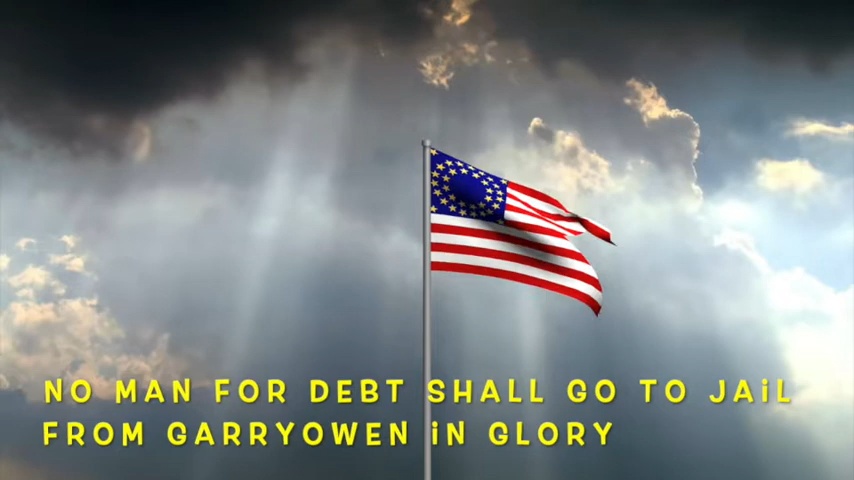 NO MAN FOR DEBT SHALL GO TO JAiL
FROM GARRYOWEN iN GLORY